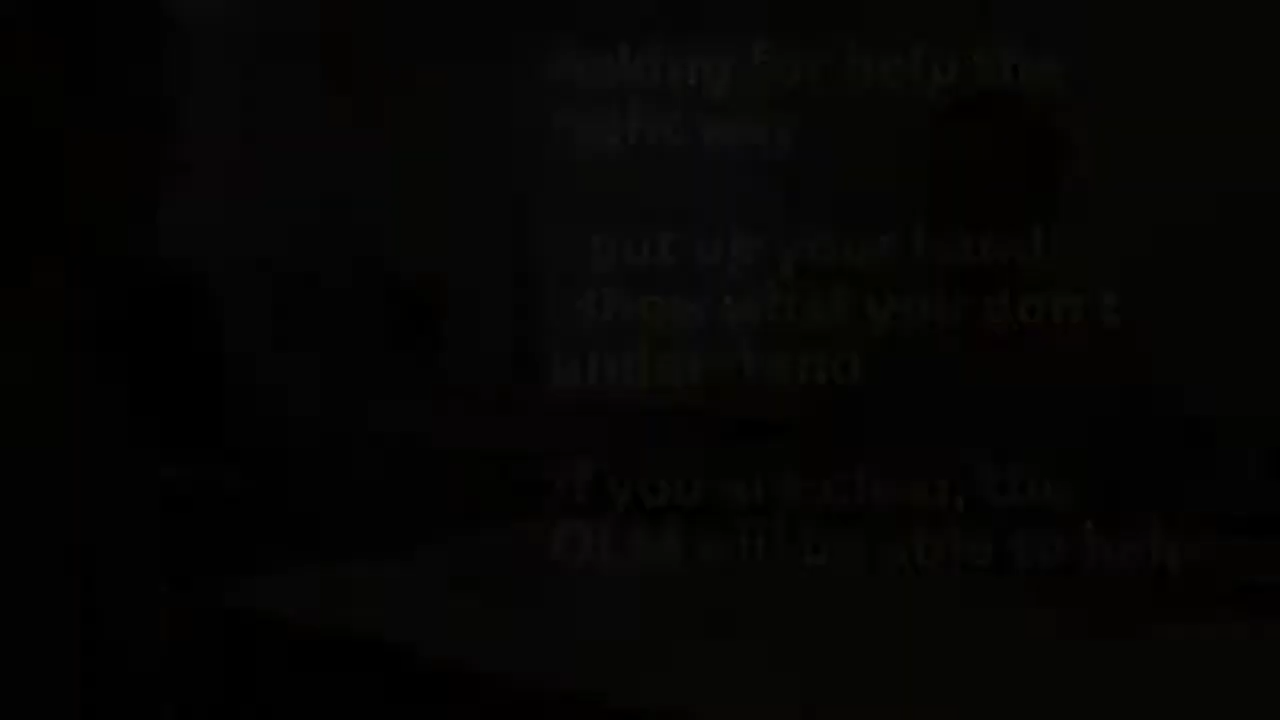 asking for help the
right way
put up your hand
show what you don't
understand
if you are clear, the
will be able to help